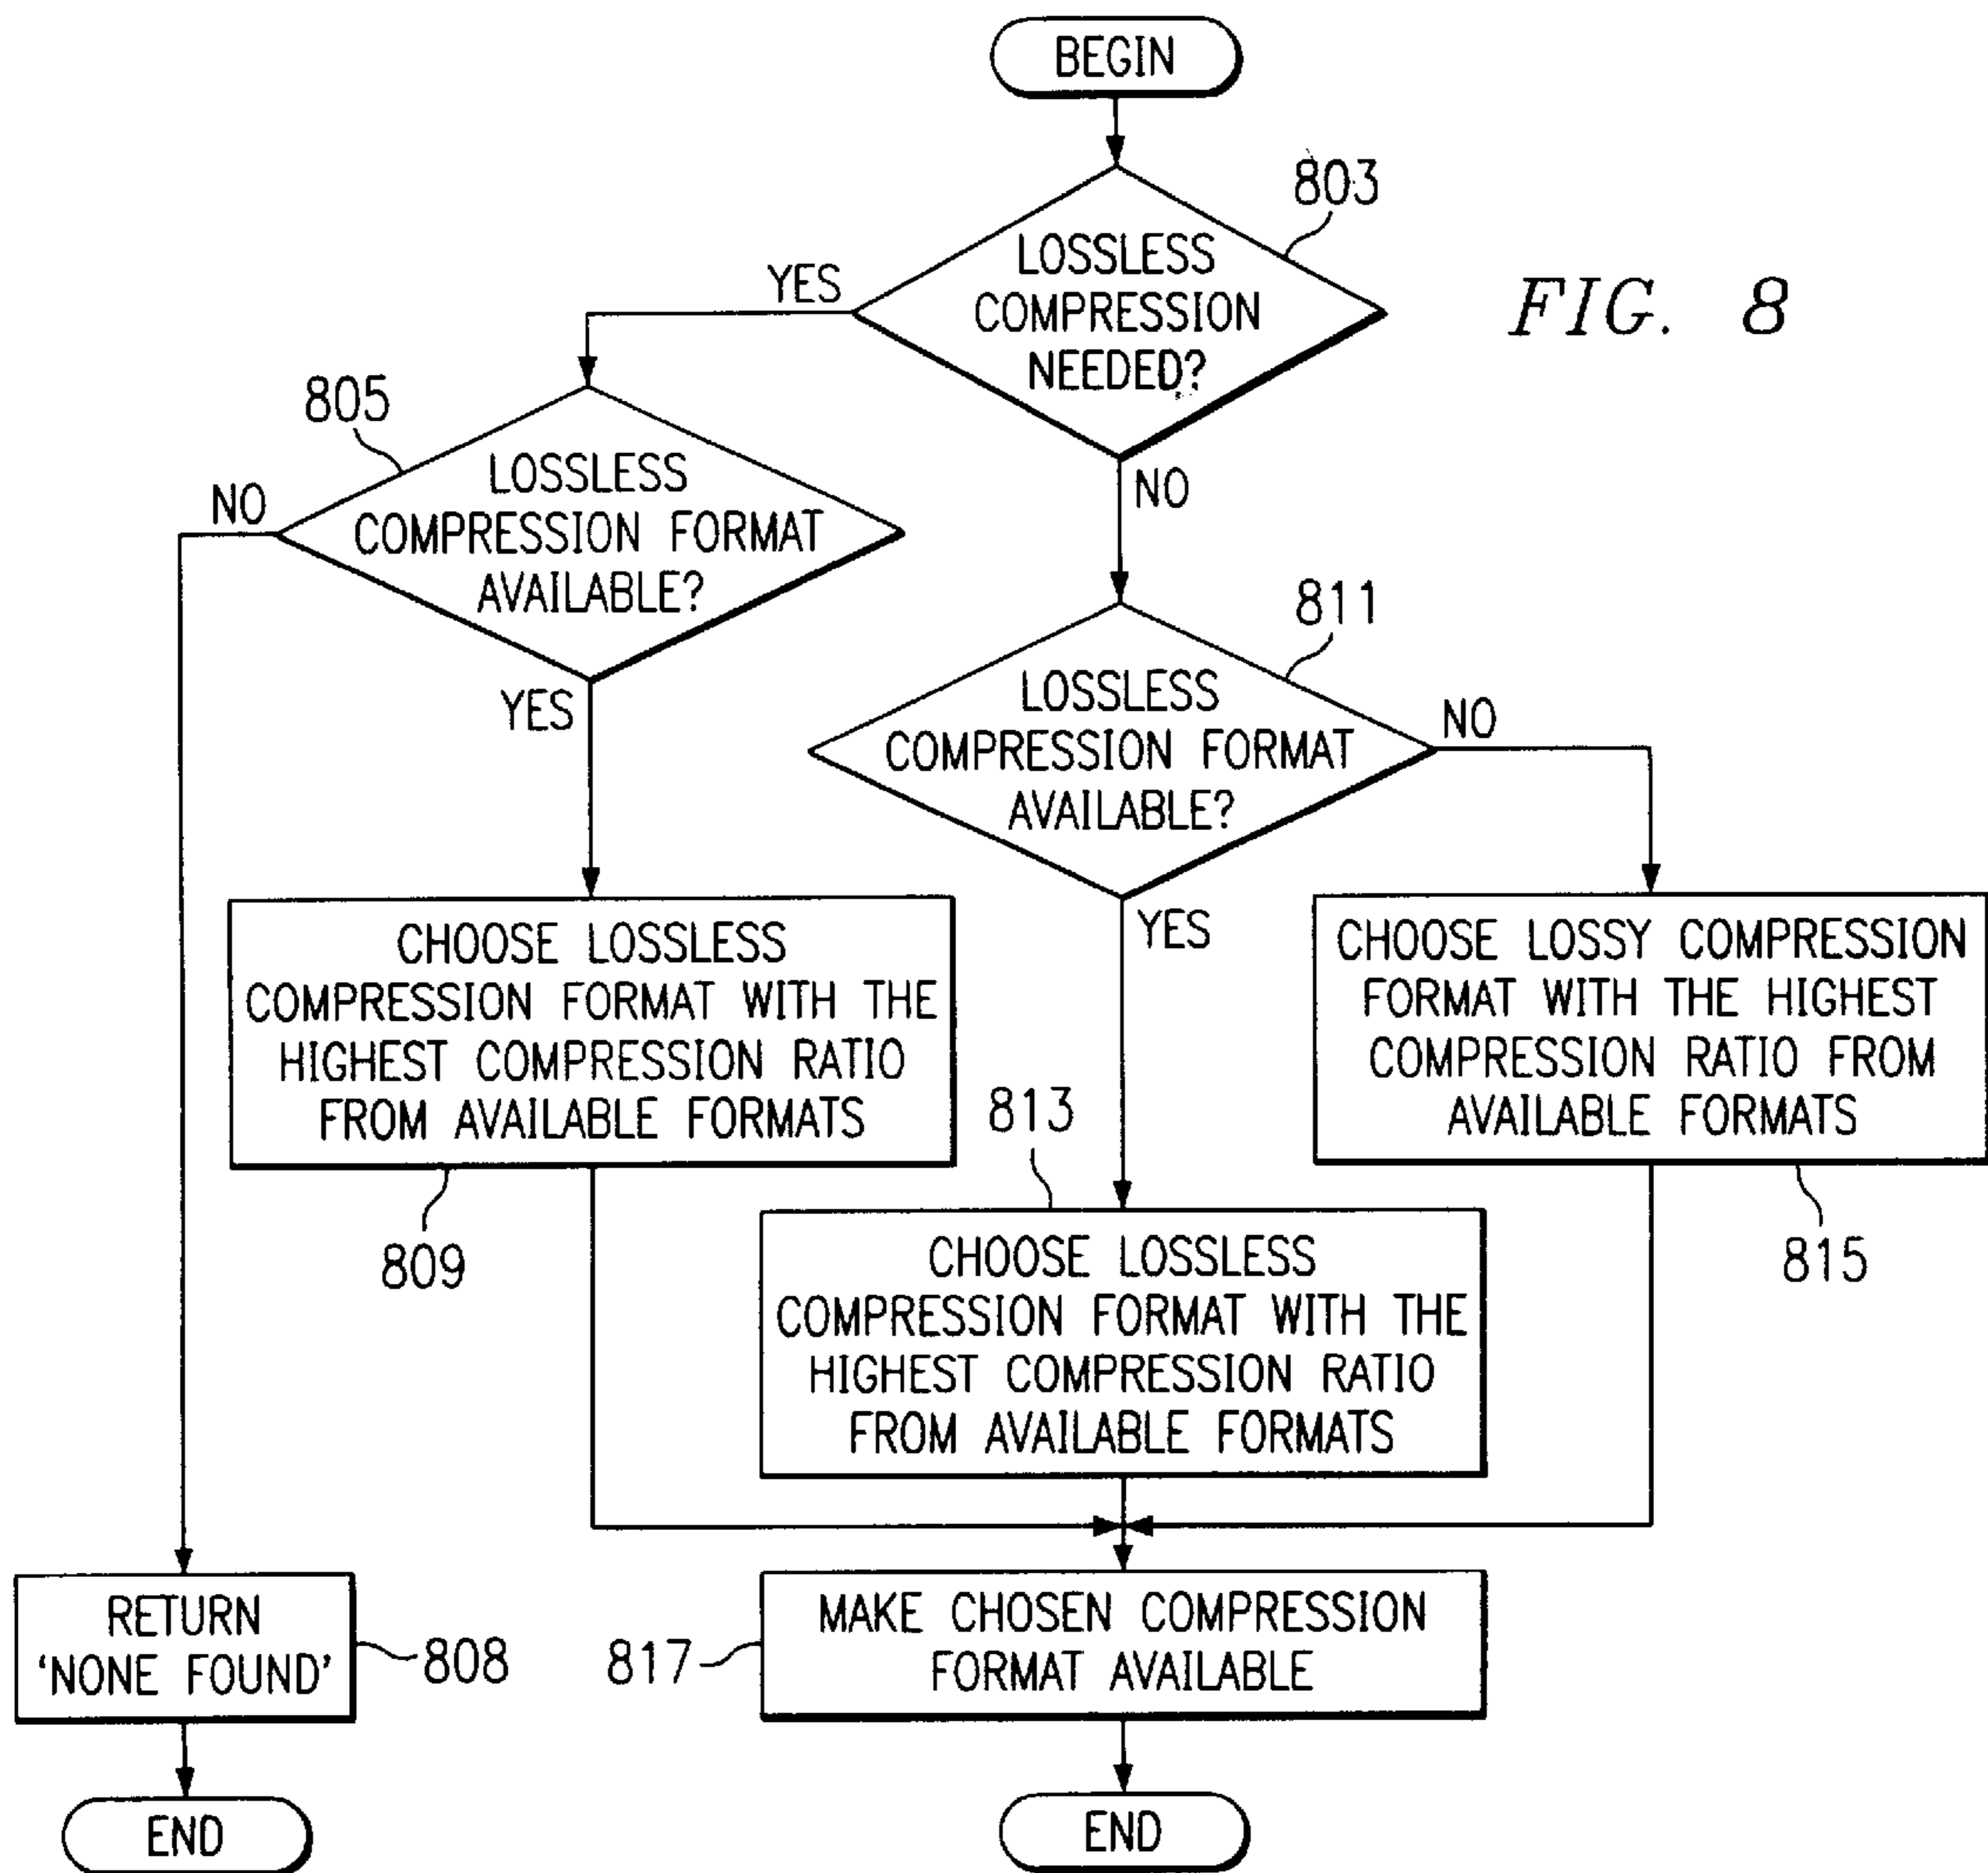 BEGIN
803
LOSSLESS
COMPRESSION
NEEDED?
YES
NO
FIG. 8
805
LOSSLESS
COMPRESSION FORMAT
AVAILABLE?
NO
YES
811
LOSSLESS
COMPRESSION FORMAT
AVAILABLE?
NO
YES
CHOOSE LOSSLESS
COMPRESSION FORMAT WITH THE
HIGHEST COMPRESSION RATIO
FROM AVAILABLE FORMATS
809
CHOOSE LOSSY COMPRESSION
FORMAT WITH THE HIGHEST
COMPRESSION RATIO FROM
AVAILABLE FORMATS
815
813
CHOOSE LOSSLESS
COMPRESSION FORMAT WITH THE
HIGHEST COMPRESSION RATIO
FROM AVAILABLE FORMATS
RETURN
'NONE FOUND'
808
817
MAKE CHOSEN COMPRESSION
FORMAT AVAILABLE
END
END